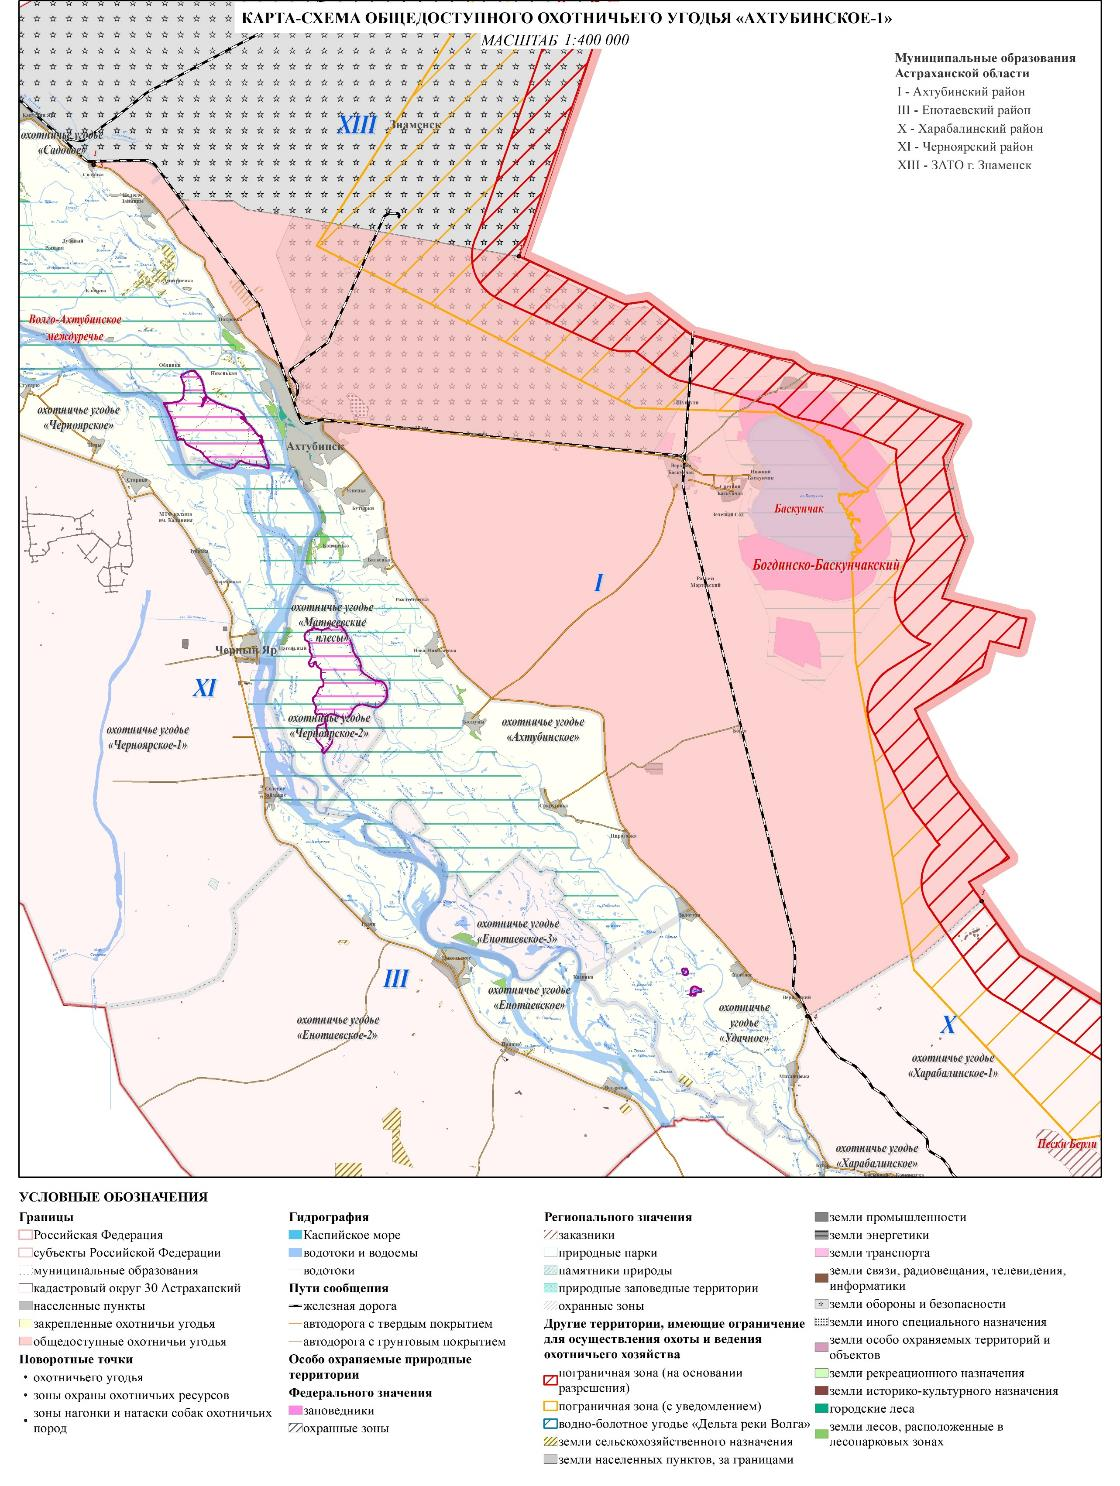 КАРТА-СХЕМА ОБЩЕДОСТУПНОГО ОХОТНИЧЬЕГО УГОДЬЯ «АХТУБИНСКОЕ-1»
МАСШТАБ 1:400 000
Муниципальные образования
Астраханской области
I - Ахтубинский район
III - Енотаевский район
X - Харабалинский район
XI - Черноярский район
XIII - ЗАТО г. Знаменск
XIII
Знаменск
охотничье угодье
«Садовое»
Волго-Ахтубинское
междуречье
охотничье угодье
«Черноярское»
Ахтубинск
Баскунчак
Богдинско-Баскунчакский
I
охотничье угодье
«Матвеевские
плесы»
Черный Яр
XI
охотничье угодье
«Черноярское-2»
охотничье угодье
«Ахтубинское»
охотничье угодье
«Черноярское-1»
охотничье угодье
«Енотаевское-3»
III
охотничье угодье
«Енотаевское»
охотничье угодье
«Енотаевское-2»
охотничье
угодье
«Удачное»
X
охотничье угодье
«Харабалинское-1»
Пески Берли
охотничье угодье
«Харабалинское»
УСЛОВНЫЕ ОБОЗНАЧЕНИЯ
Границы
Российская Федерация
субъекты Российской Федерации
муниципальные образования
кадастровый округ 30 Астраханский
населенные пункты
закрепленные охотничьи угодья
общедоступные охотничьи угодья
Поворотные точки
охотничьего угодья
зоны охраны охотничьих ресурсов
зоны нагонки и натаски собак охотничьих
пород
Гидрография
Каспийское море
водотоки и водоемы
водотоки
Пути сообщения
железная дорога
автодорога с твердым покрытием
автодорога с грунтовым покрытием
Особо охраняемые природные
территории
Федерального значения
заповедники
охранные зоны
Регионального значения
заказники
природные парки
памятники природы
природные заповедные территории
охранные зоны
Другие территории, имеющие ограничение
для осуществления охоты и ведения
охотничьего хозяйства
пограничная зона (на основании
разрешения)
пограничная зона (с уведомлением)
водно-болотное угодье «Дельта реки Волга»
земли сельскохозяйственного назначения
земли населенных пунктов, за границами
земли промышленности
земли энергетики
земли транспорта
земли связи, радиовещания, телевидения,
информатики
земли обороны и безопасности
земли иного специального назначения
земли особо охраняемых территорий и
объектов
земли рекреационного назначения
земли историко-культурного назначения
городские леса
земли лесов, расположенные в
лесопарковых зонах